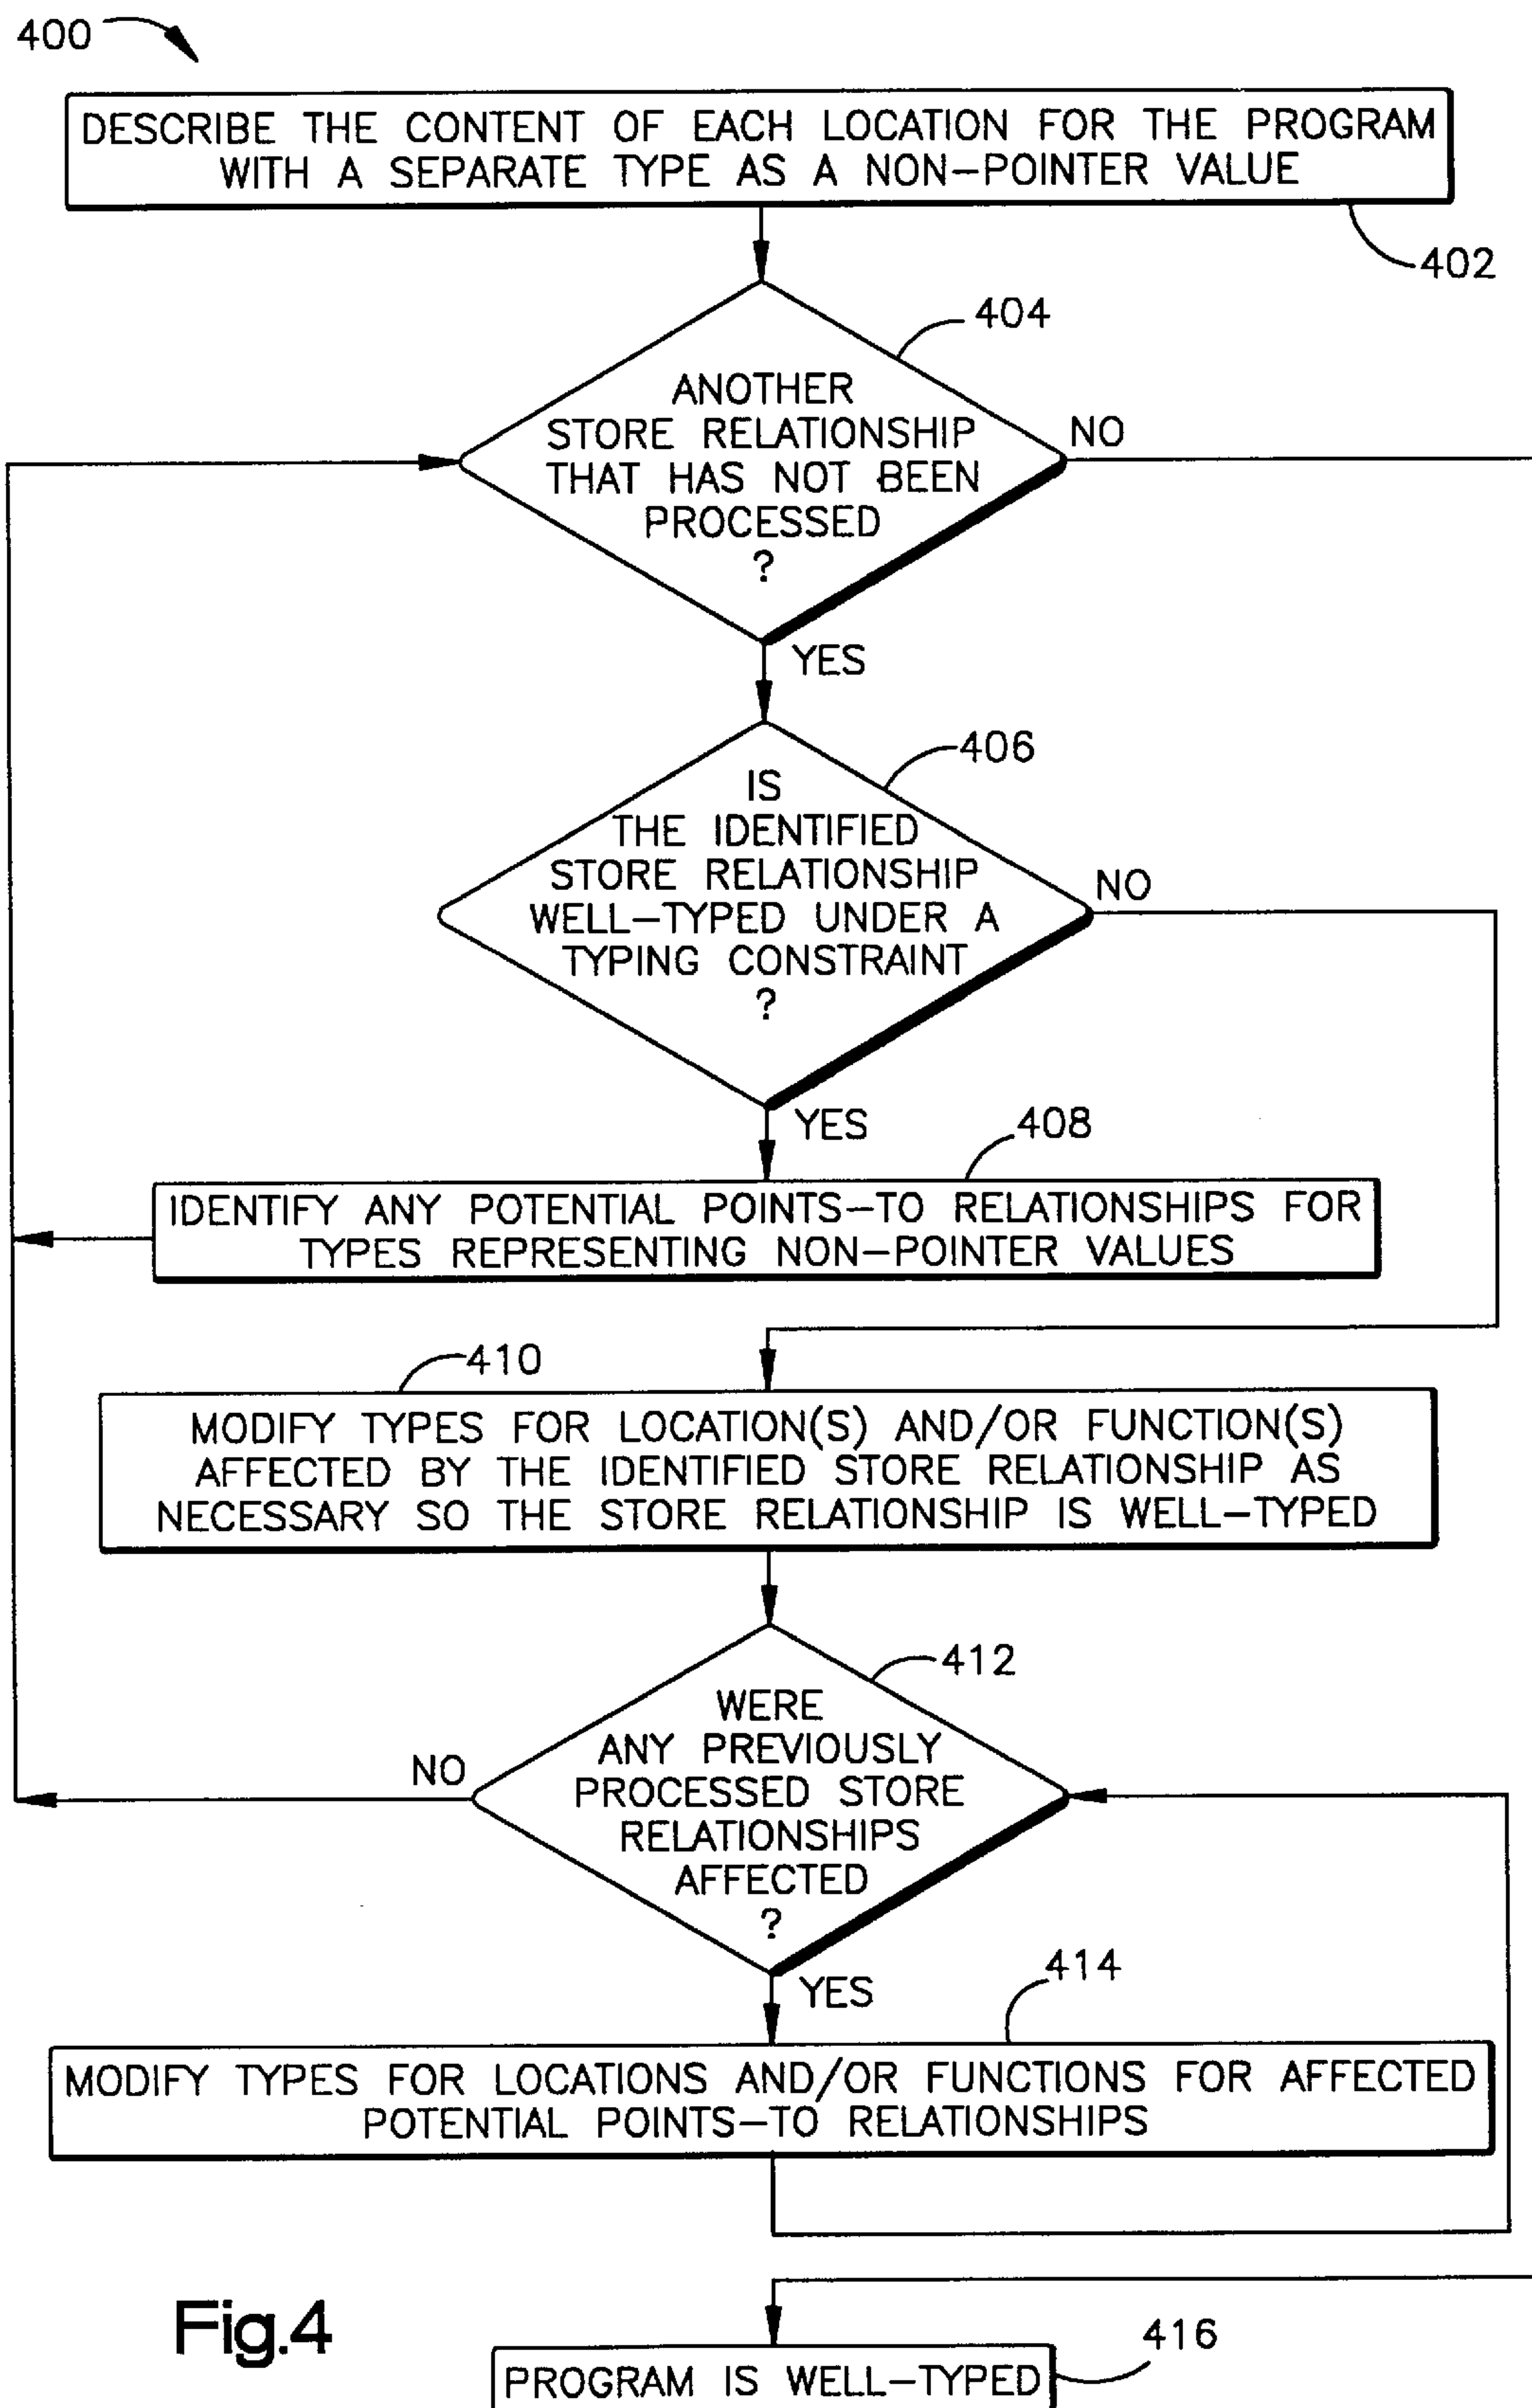 400
DESCRIBE THE CONTENT OF EACH LOCATION FOR THE PROGRAM
WITH A SEPARATE TYPE AS A NON-POINTER VALUE
402
404
ANOTHER
STORE RELATIONSHIP
THAT HAS NOT BEEN
PROCESSED
?
NO
YES
406
IS
THE IDENTIFIED
STORE RELATIONSHIP
WELL-TYPED UNDER A
TYPING CONSTRAINT
?
NO
YES
408
IDENTIFY ANY POTENTIAL POINTS-TO RELATIONSHIPS FOR
TYPES REPRESENTING NON-POINTER VALUES
410
MODIFY TYPES FOR LOCATION(S) AND/OR FUNCTION(S)
AFFECTED BY THE IDENTIFIED STORE RELATIONSHIP AS
NECESSARY SO THE STORE RELATIONSHIP IS WELL-TYPED
412
WERE
ANY PREVIOUSLY
PROCESSED STORE
RELATIONSHIPS
AFFECTED
?
NO
YES
414
MODIFY TYPES FOR LOCATIONS AND/OR FUNCTIONS FOR AFFECTED
POTENTIAL POINTS-TO RELATIONSHIPS
Fig.4
416
PROGRAM IS WELL-TYPED